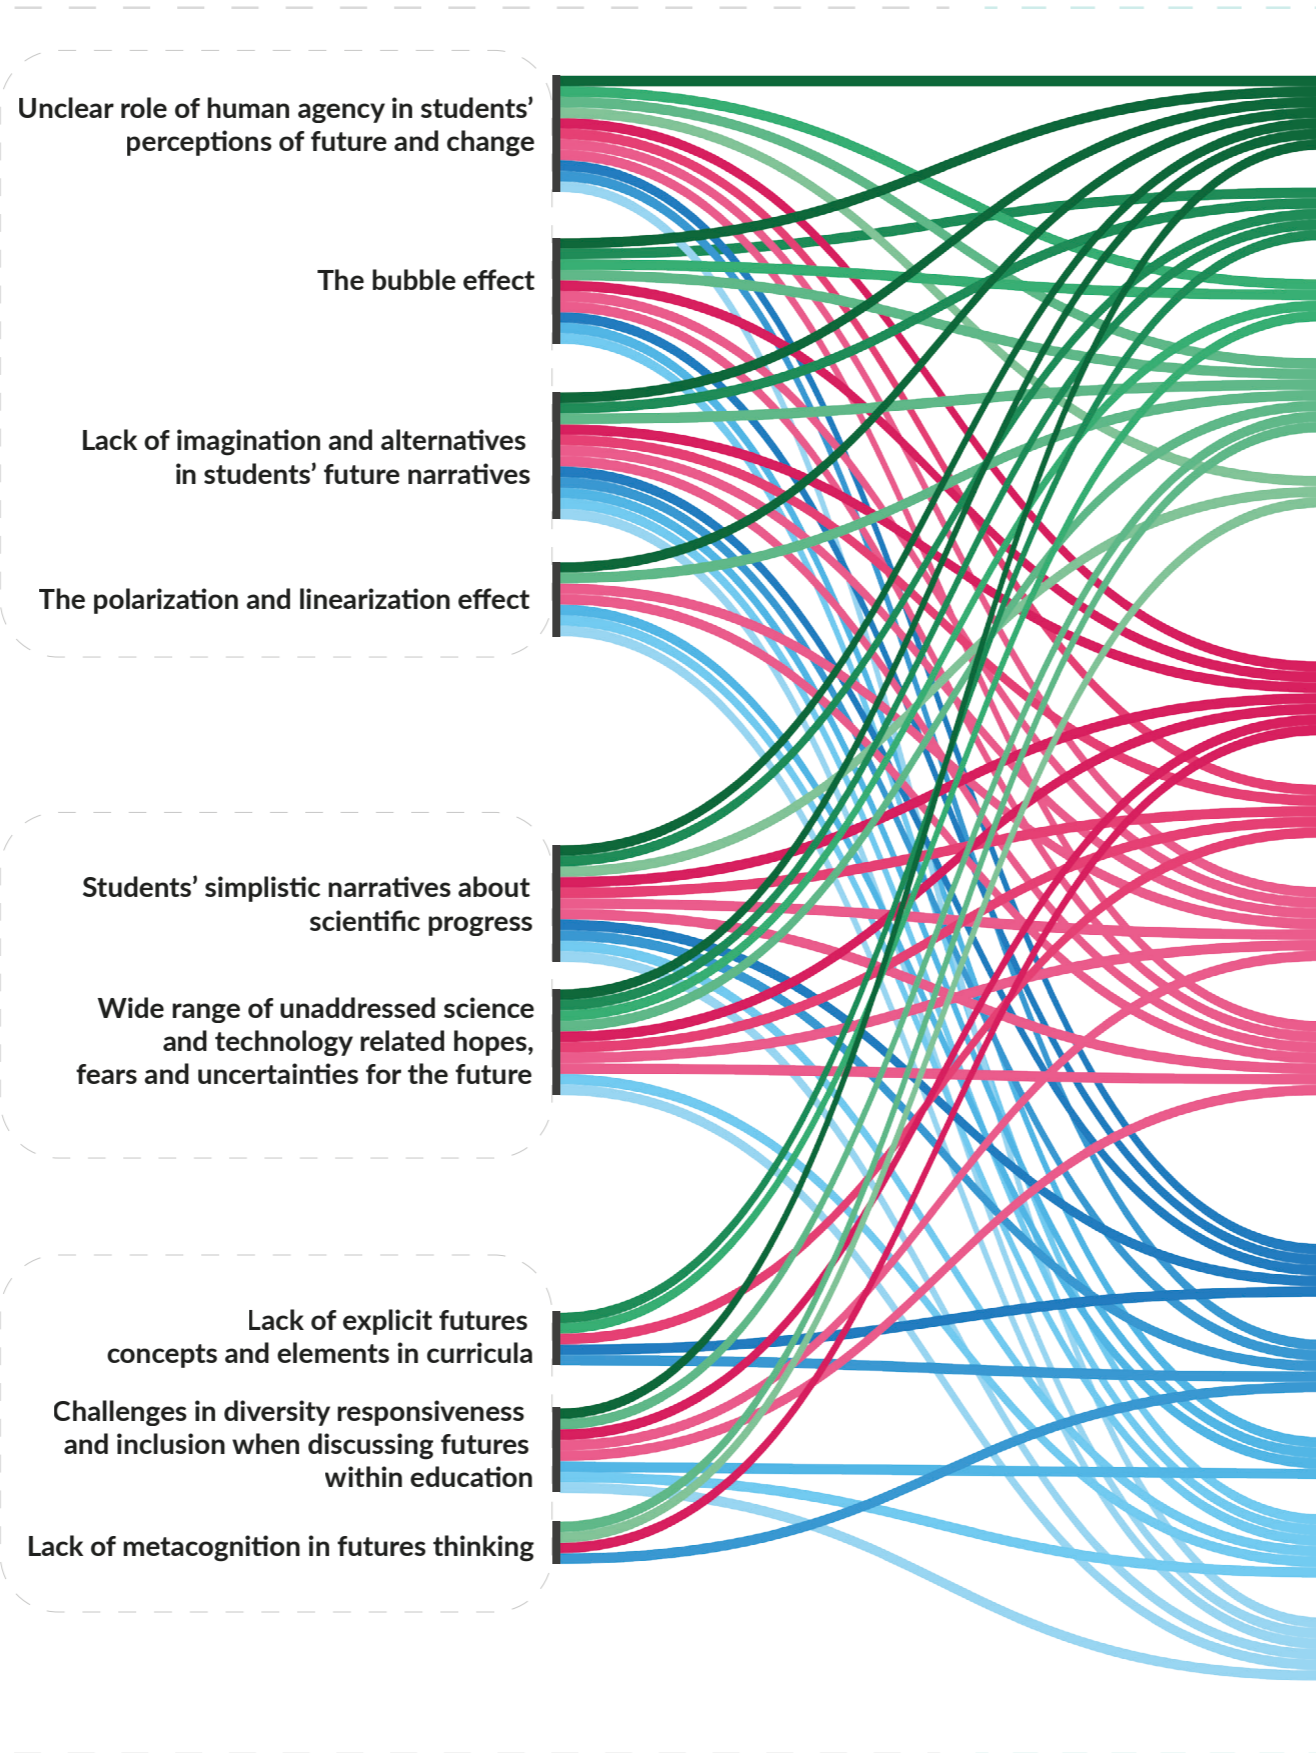 Unclear role of human agency in students’
perceptions of future and change
The bubble effect
Lack of imagination and alternatives
in students’ future narratives
The polarization and linearization effect
Students’ simplistic narratives about
scientific progress
Wide range of unaddressed science
and technology related hopes,
fears and uncertainties for the future
Lack of explicit futures
concepts and elements in curricula
Challenges in diversity responsiveness
and inclusion when discussing futures
within education
Lack of metacognition in futures thinking